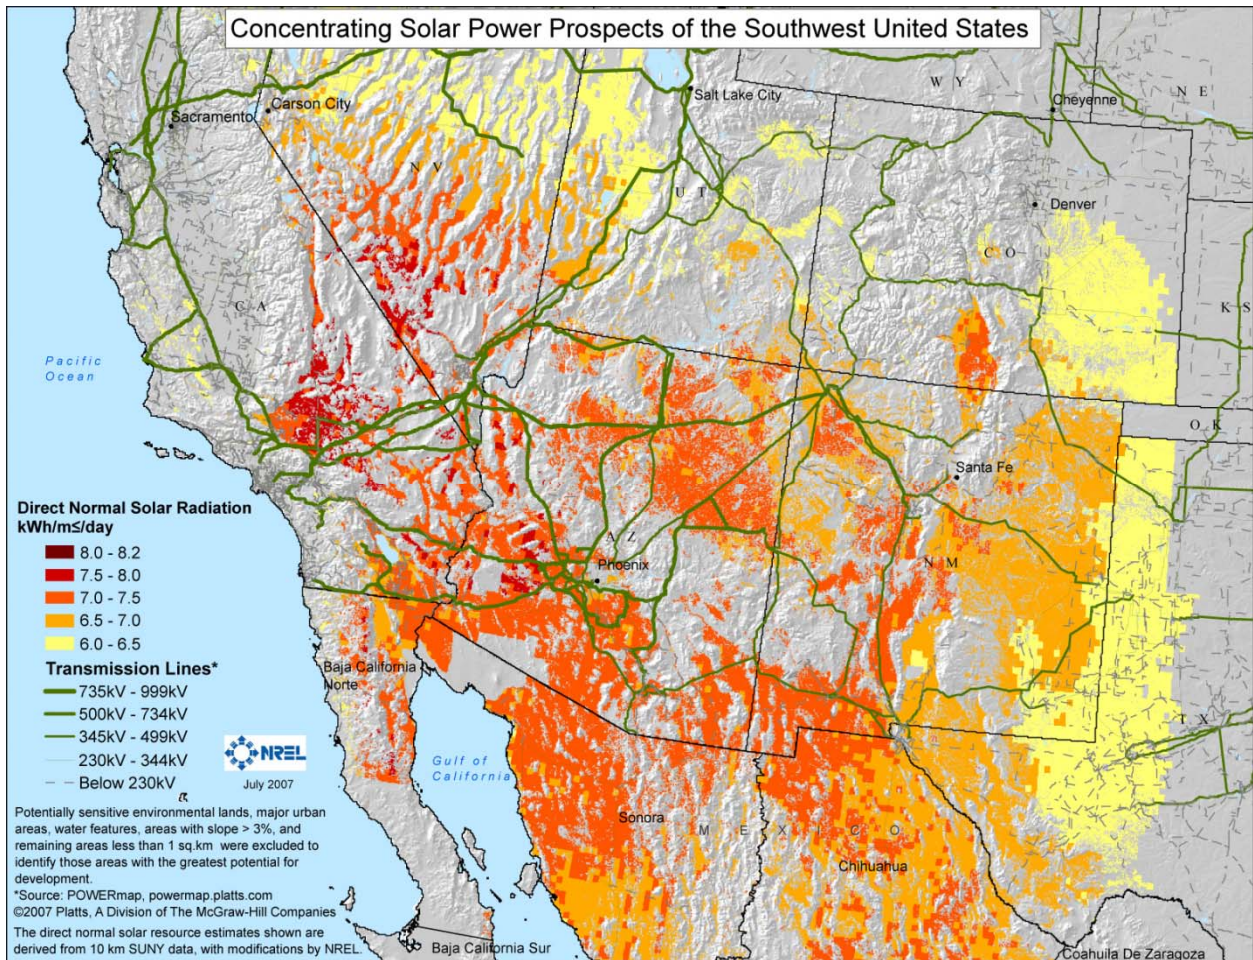 Concentrating Solar Power Prospects of the Southwest United States
W Y
N E
Salt Lake City
Cheyenne
Carson City
Sacramento
N V
U T
Denver
C O
C A
K S
Pacific
Ocean
O K
Santa Fe
A Z
Phoenix
N M
T X
Baja California
Norte
Gulf of
California
Sonora
M E X I C O
Chihuahua
Baja California Sur
Coahuila De Zaragoza
Direct Normal Solar Radiation
kWh/m≤/day
8.0 - 8.2
7.5 - 8.0
7.0 - 7.5
6.5 - 7.0
6.0 - 6.5
Transmission Lines*
735kV - 999kV
500kV - 734kV
345kV - 499kV
230kV - 344kV
Below 230kV
NREL
July 2007
Potentially sensitive environmental lands, major urban
areas, water features, areas with slope > 3%, and
remaining areas less than 1 sq.km were excluded to
identify those areas with the greatest potential for
development.
*Source: POWERmap, powermap.platts.com
©2007 Platts, A Division of The McGraw-Hill Companies
The direct normal solar resource estimates shown are
derived from 10 km SUNY data, with modifications by NREL.